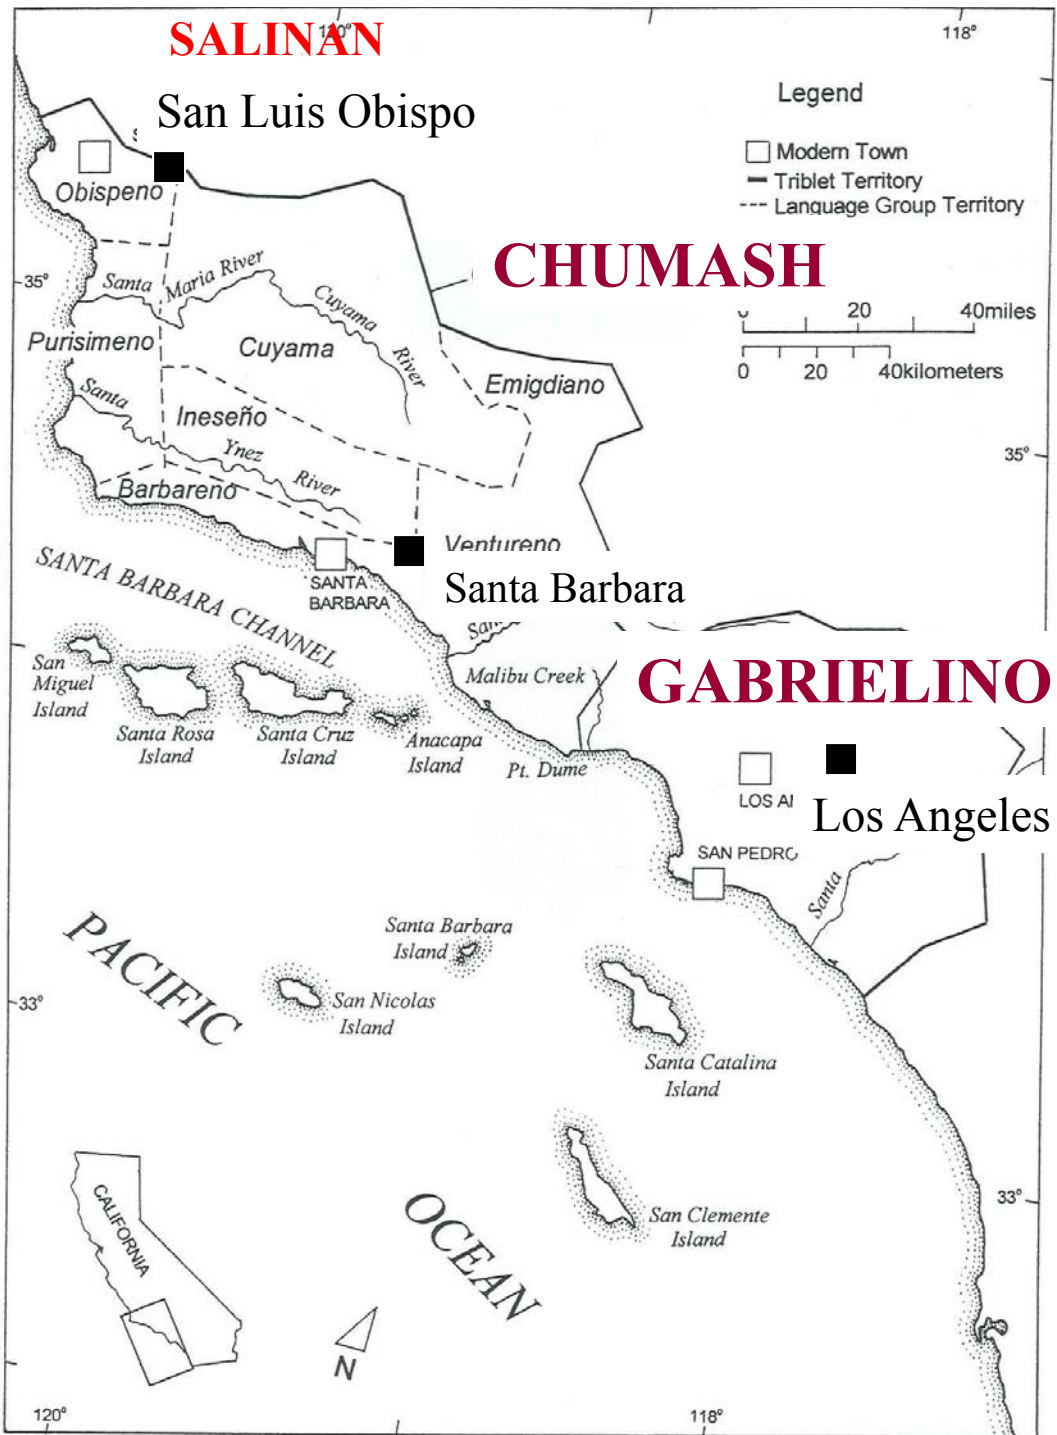 120°
118°
SALINAN
San Luis Obispo
Legend
Modern Town
Triblet Territory
Language Group Territory
Obispeno
CHUMASH
35°
Santa Maria River
Cuyama River
20 40miles
0 20 40kilometers
Purisimeno
Cuyama
Emigdiano
Santa Ynez River
Ineseño
35°
Barbareno
Ventureno
SANTA
BARBARA
Santa Barbara
SANTA BARBARA CHANNEL
San
Miguel
Island
Malibu Creek
GABRIELINO
Santa Rosa
Island
Santa Cruz
Island
Anacapa
Island
Pt. Dume
LOS
Los Angeles
SAN PEDRO
Santa
PACIFIC
Santa Barbara
Island
33°
San Nicolas
Island
Santa Catalina
Island
CALIFORNIA
OCEAN
San Clemente
Island
33°
N
120°
118°